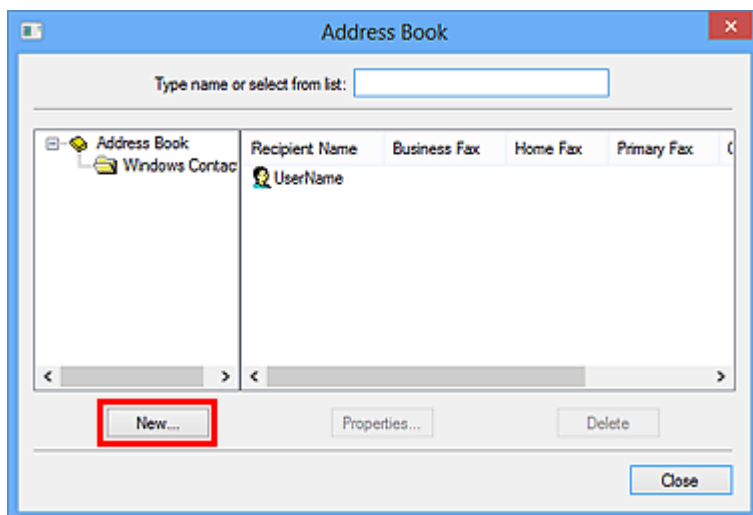 Address Book
Type name or select from list:
Address Book
Windows Contac
Recipient Name Business Fax Home Fax Primary Fax
UserName
New... Properties... Delete
Close